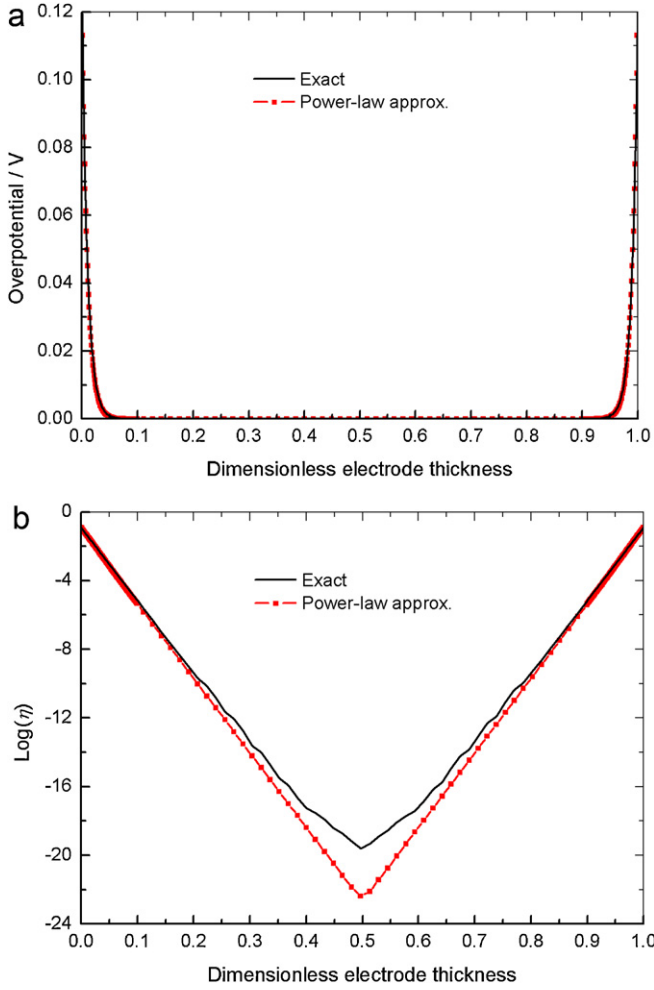 a
0.12
0.10
0.08
0.06
0.04
0.02
0.00
Overpotential / V
Exact
Power-law approx.
0.0 0.1 0.2 0.3 0.4 0.5 0.6 0.7 0.8 0.9 1.0
Dimensionless electrode thickness
b
0
-4
-8
-12
-16
-20
-24
Log(η)
Exact
Power-law approx.
0.0 0.1 0.2 0.3 0.4 0.5 0.6 0.7 0.8 0.9 1.0
Dimensionless electrode thickness